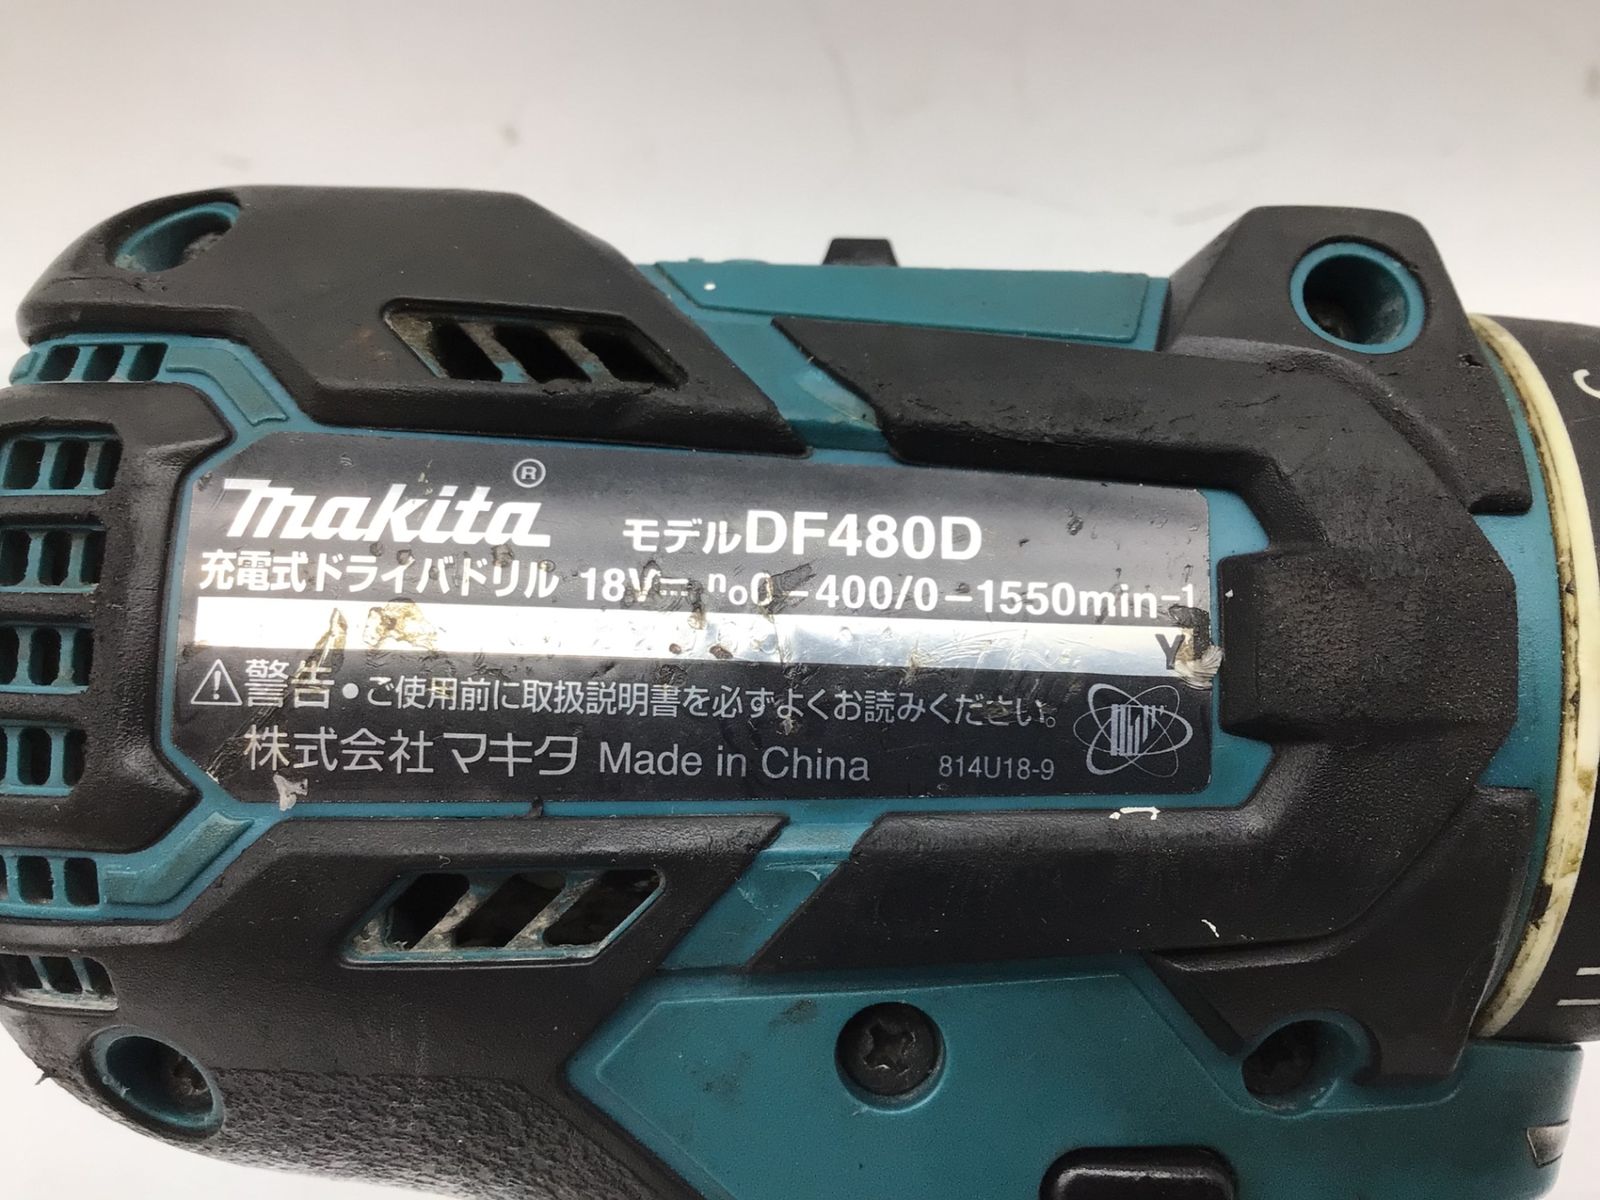 makita®
モデルDF480D
充電式ドライバドリル 18V⎓ n₀0－400/0－1550min⁻¹
Y
⚠警告・ご使用前に取扱説明書を必ずよくお読みください。
株式会社マキタ Made in China 814U18-9